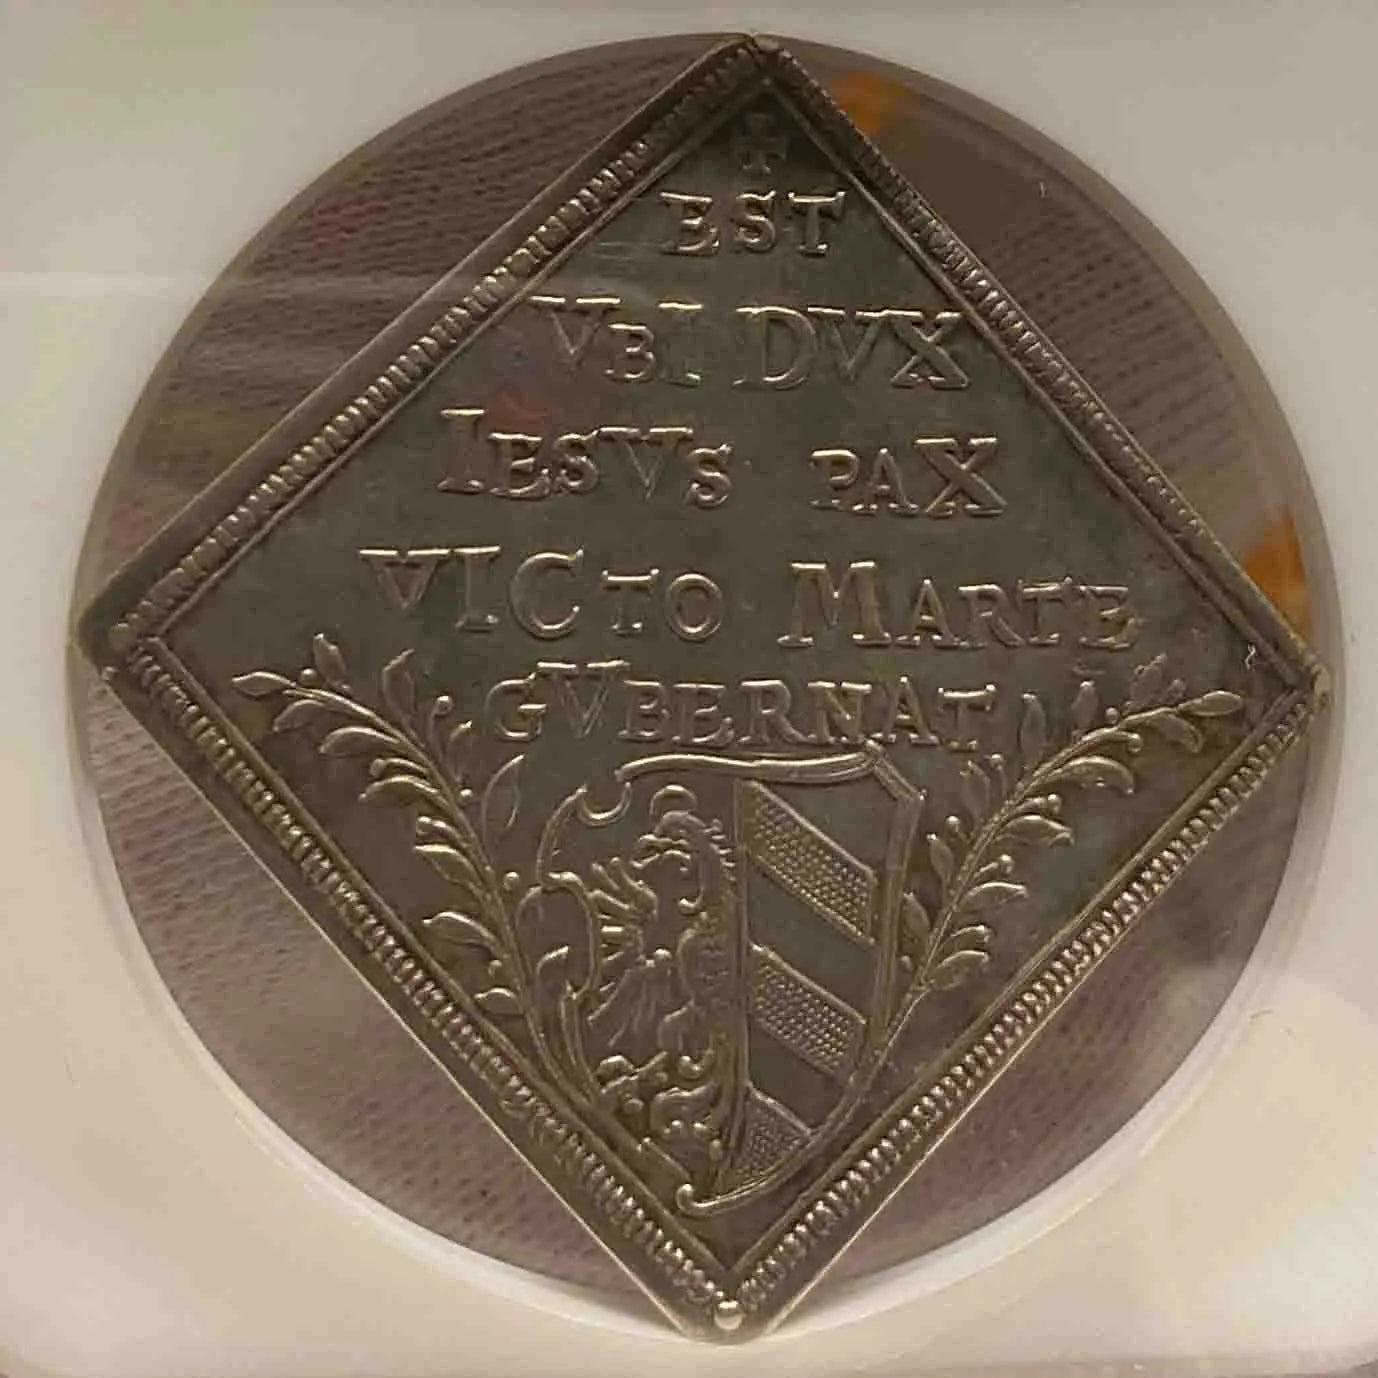 EST
VBI DVX
IESVS PAX
VICTO MARTE
GVBERNAT